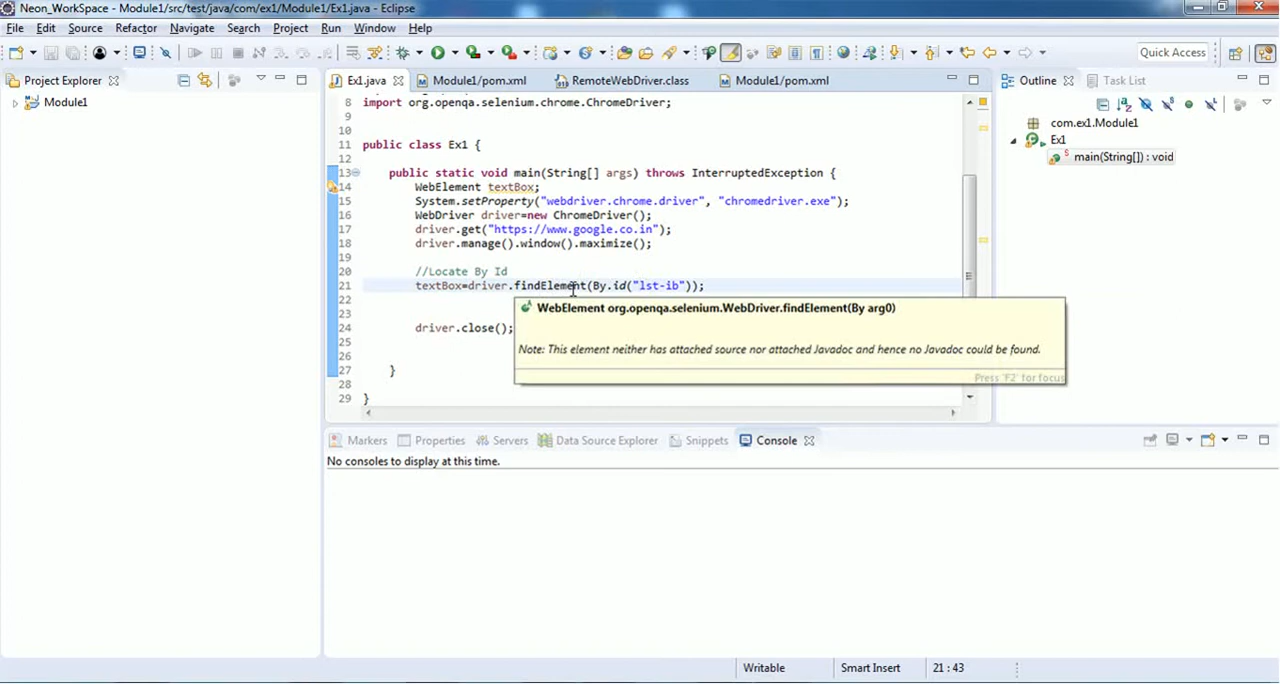 Neon_WorkSpace - Module1/src/test/java/com/ex1/Module1/Ex1.java - Eclipse
File Edit Source Refactor Navigate Search Project Run Window Help
Quick Access
Project Explorer
Module1
Ex1.java Module1/pom.xml RemoteWebDriver.class Module1/pom.xml
8 import org.openqa.selenium.chrome.ChromeDriver;
9
10
11 public class Ex1 {
12
13 public static void main(String[] args) throws InterruptedException {
14 WebElement textBox;
15 System.setProperty("webdriver.chrome.driver", "chromedriver.exe");
16 WebDriver driver=new ChromeDriver();
17 driver.get("https://www.google.co.in");
18 driver.manage().window().maximize();
19
20 //Locate By Id
21 textBox=driver.findElement(By.id("lst-ib"));
22
WebElement org.openqa.selenium.WebDriver.findElement(By arg0)
24 driver.close();
25
Note: This element neither has attached source nor attached Javadoc and hence no Javadoc could be found.
26
27 }
Press 'F2' for focus
28
29 }
Outline Task List
com.ex1.Module1
Ex1
main(String[]) : void
Markers Properties Servers Data Source Explorer Snippets Console
No consoles to display at this time.
Writable Smart Insert 21 : 43